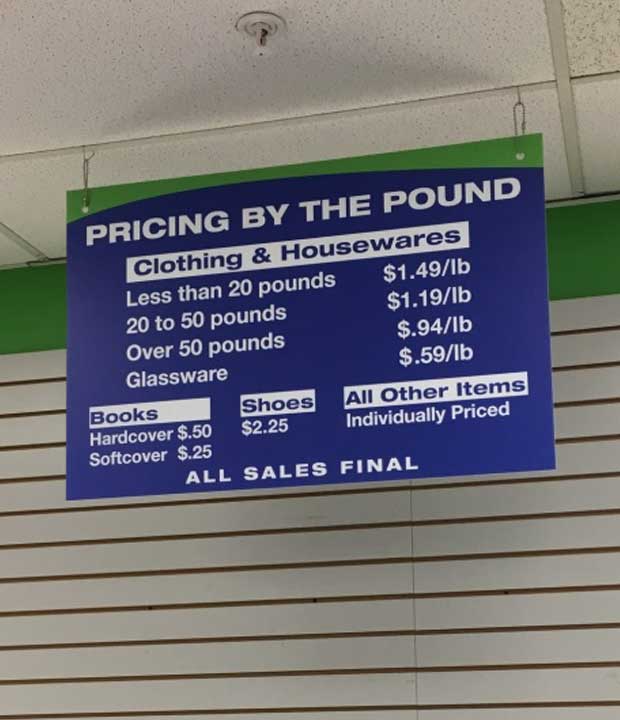 PRICING BY THE POUND
Clothing & Housewares
Less than 20 pounds $1.49/lb
20 to 50 pounds $1.19/lb
Over 50 pounds $.94/lb
Glassware $.59/lb
Books
Hardcover $.50
Softcover $.25
Shoes
$2.25
All Other Items
Individually Priced
ALL SALES FINAL